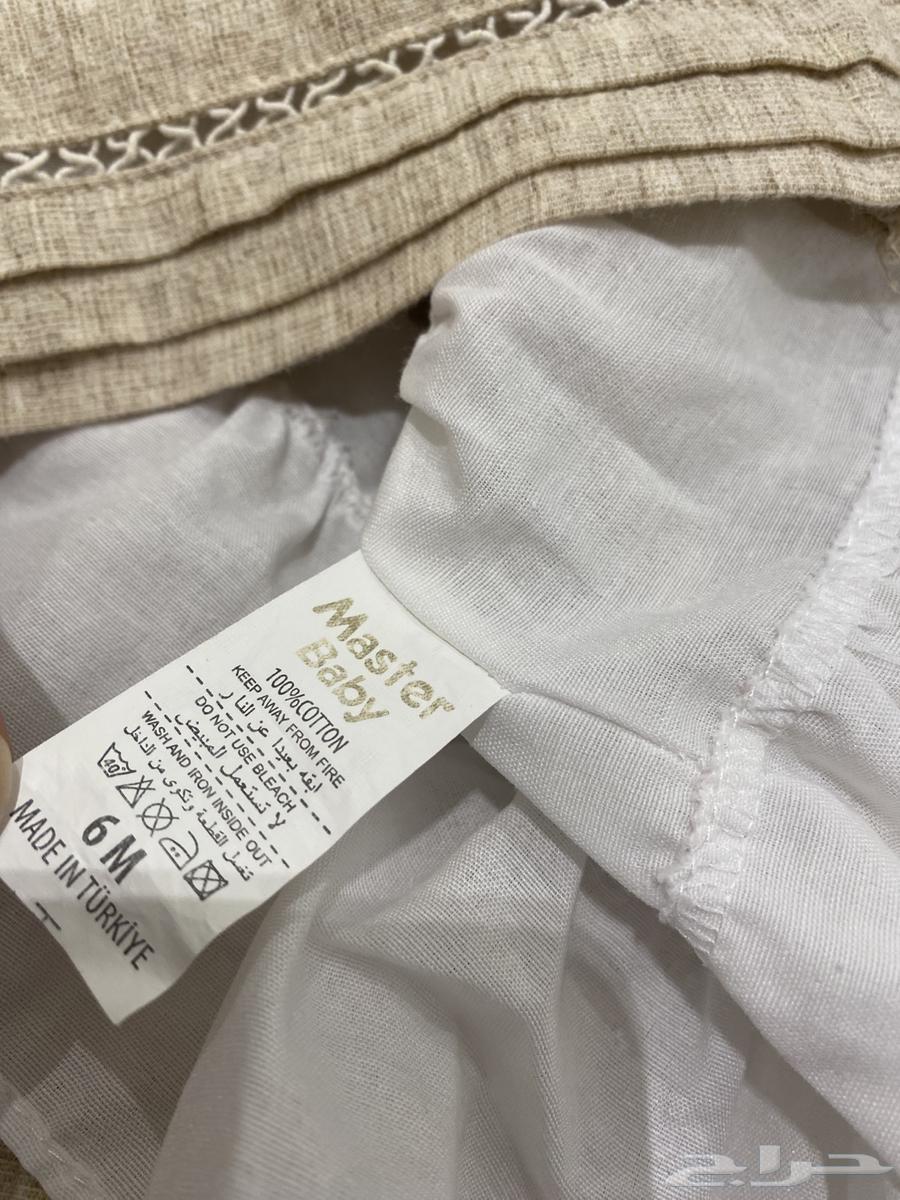 Master
Baby
100%COTTON
KEEP AWAY FROM FIRE
ابقه بعيدا عن النار
DO NOT USE BLEACH
لا تستعمل المبيض
WASH AND IRON INSIDE OUT
تغسل القطعة وتكوى من الداخل
40
6 M
MADE IN TÜRKİYE
حراج